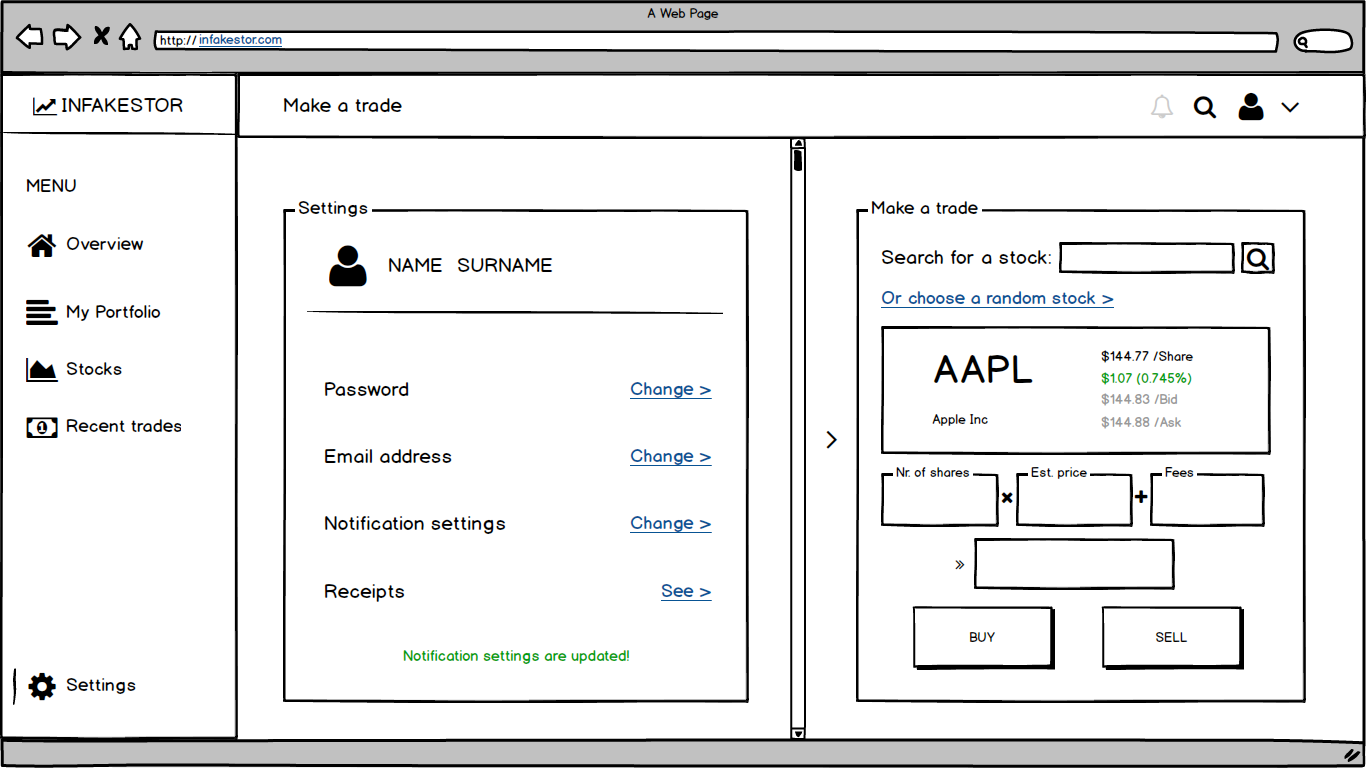 A Web Page
http://infakestor.com
INFAKESTOR
Make a trade
MENU
Overview
My Portfolio
Stocks
Recent trades
Settings
Settings
NAME SURNAME
Password Change >
Email address Change >
Notification settings Change >
Receipts See >
Notification settings are updated!
Make a trade
Search for a stock:
Or choose a random stock >
AAPL
Apple Inc
$144.77 /Share
$1.07 (0.745%)
$144.83 /Bid
$144.88 /Ask
Nr. of shares × Est. price + Fees
»
BUY SELL